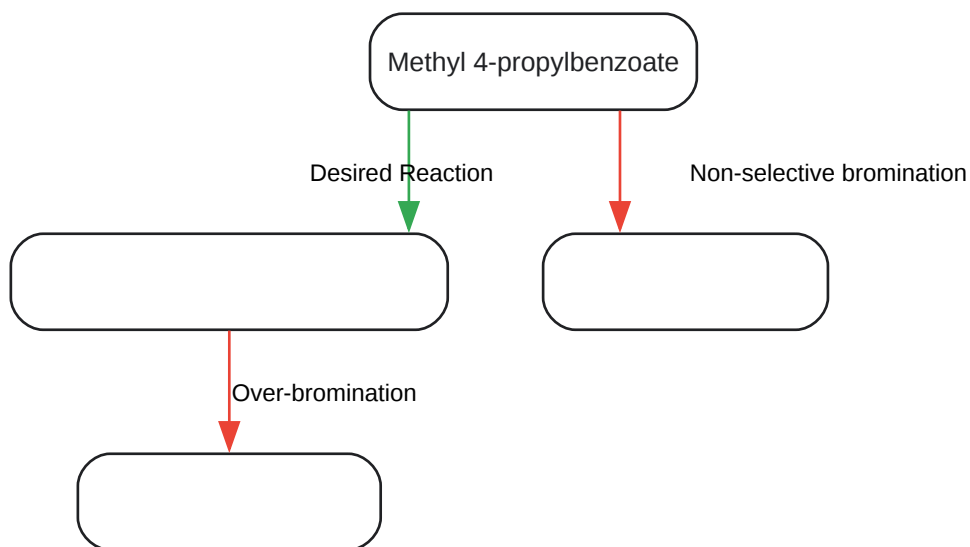 Methyl 4-propylbenzoate
Desired Reaction
Non-selective bromination
Over-bromination